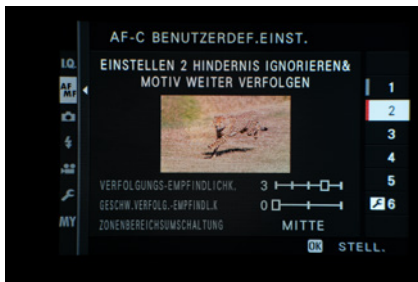 AF-C BENUTZERDEF.EINST.
I.Q.
AF
MF
MY
EINSTELLEN 2 HINDERNIS IGNORIEREN&
MOTIV WEITER VERFOLGEN
VERFOLGUNGS-EMPFINDLICHK. 3
GESCHW.VERFOLG.-EMPFINDL.K 0
ZONENBEREICHSUMSCHALTUNG MITTE
1
2
3
4
5
6
OK STELL.